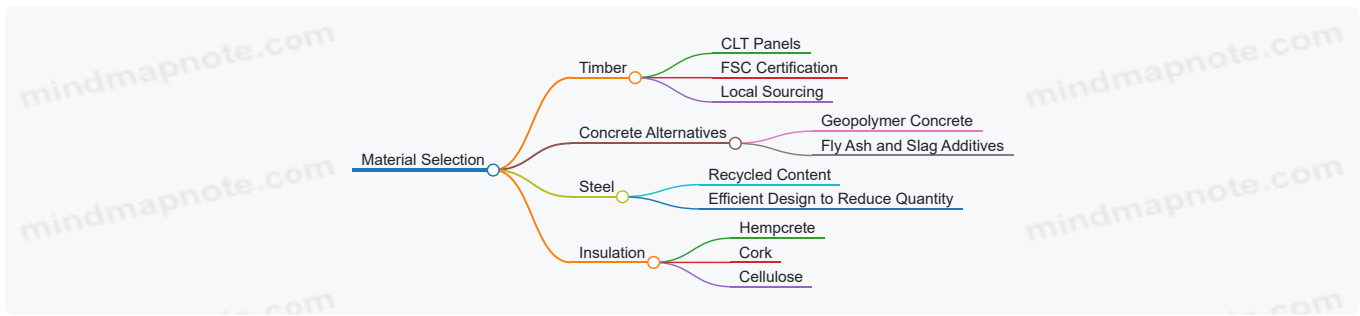 mindmapnote.com
mindmapnote.com
Material Selection
Timber
CLT Panels
FSC Certification
Local Sourcing
Concrete Alternatives
Geopolymer Concrete
Fly Ash and Slag Additives
Steel
Recycled Content
Efficient Design to Reduce Quantity
Insulation
Hempcrete
Cork
Cellulose
mindmapnote.com
mindmapnote.com